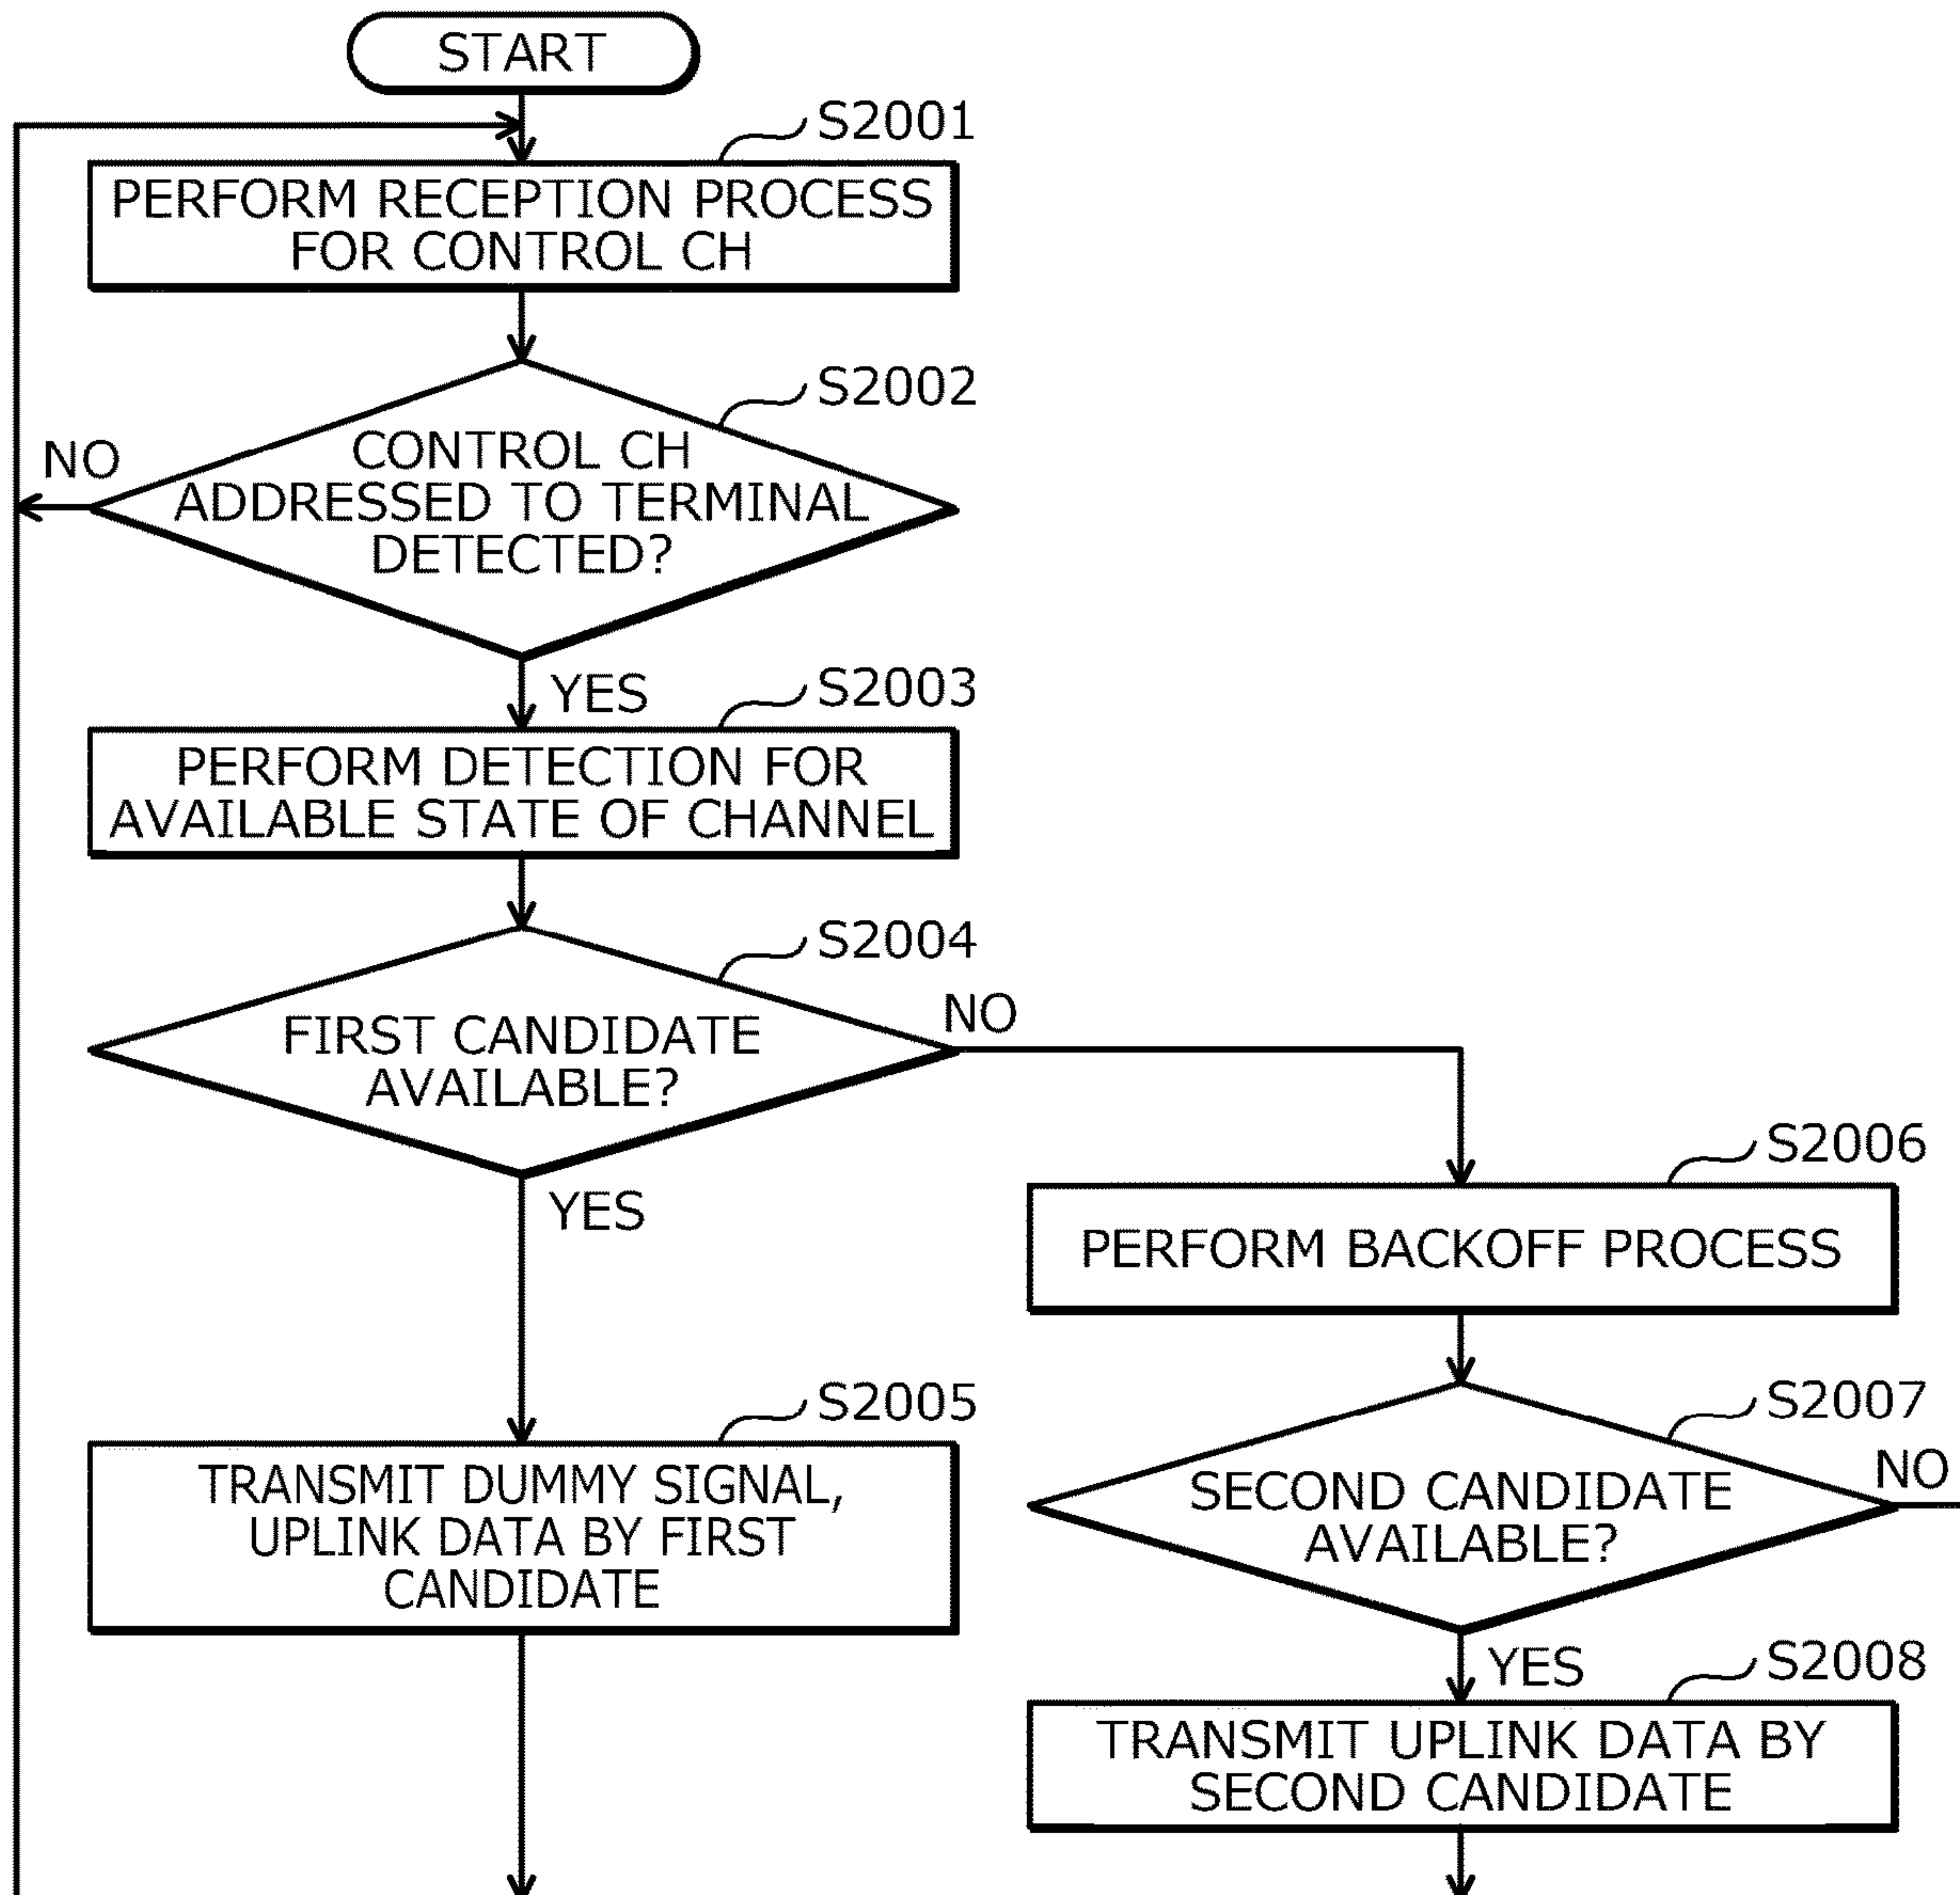 START
S2001
PERFORM RECEPTION PROCESS
FOR CONTROL CH
S2002
NO
CONTROL CH
ADDRESSED TO TERMINAL
DETECTED?
YES
S2003
PERFORM DETECTION FOR
AVAILABLE STATE OF CHANNEL
S2004
FIRST CANDIDATE
AVAILABLE?
NO
YES
S2006
PERFORM BACKOFF PROCESS
S2005
TRANSMIT DUMMY SIGNAL,
UPLINK DATA BY FIRST
CANDIDATE
S2007
SECOND CANDIDATE
AVAILABLE?
NO
YES
S2008
TRANSMIT UPLINK DATA BY
SECOND CANDIDATE